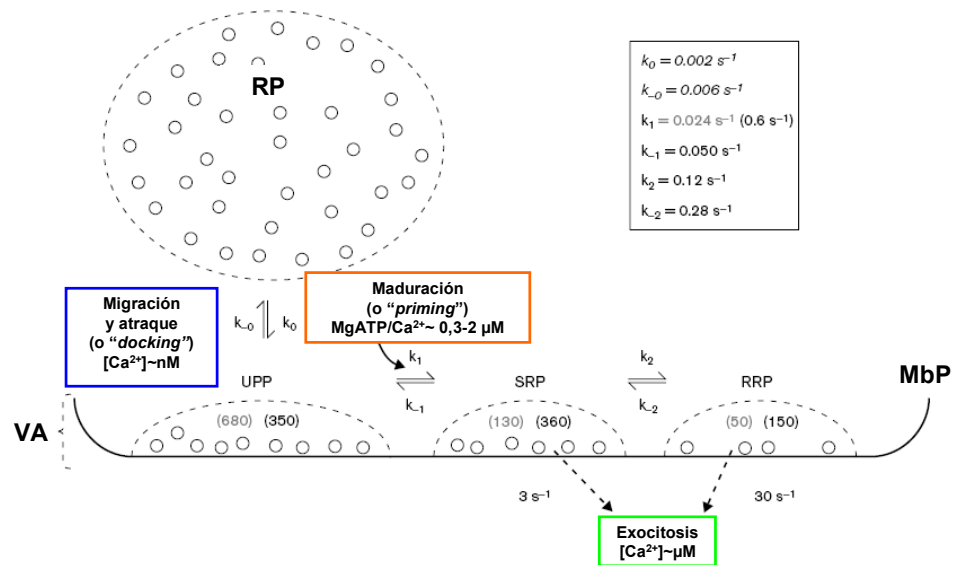 RP
k₀ = 0.002 s⁻¹
k₋₀ = 0.006 s⁻¹
k₁ = 0.024 s⁻¹ (0.6 s⁻¹)
k₋₁ = 0.050 s⁻¹
k₂ = 0.12 s⁻¹
k₋₂ = 0.28 s⁻¹
Migración
y atraque
(o “docking”)
[Ca²⁺]~nM
k₋₀
k₀
Maduración
(o “priming”)
MgATP/Ca²⁺~ 0,3-2 µM
k₁
k₋₁
k₂
k₋₂
UPP
SRP
RRP
MbP
VA
(680) (350)
(130) (360)
(50) (150)
3 s⁻¹
30 s⁻¹
Exocitosis
[Ca²⁺]~µM